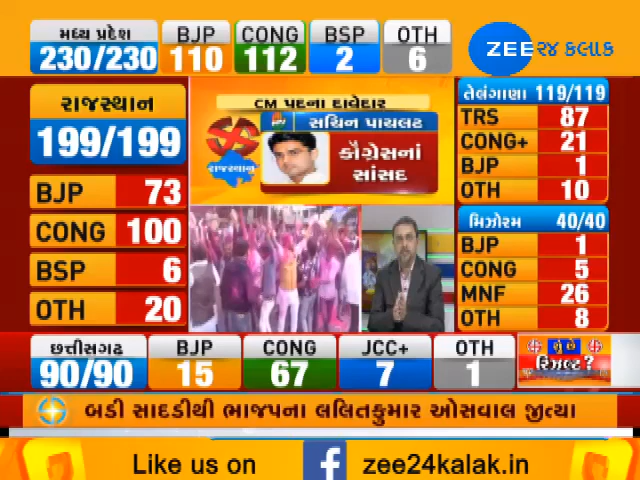 મધ્ય પ્રદેશ
230/230
BJP
110
CONG
112
BSP
2
OTH
6
ZEE ૨૪ કલાક
રાજસ્થાન
199/199
BJP 73
CONG 100
BSP 6
OTH 20
CM પદના દાવેદાર
સચિન પાયલટ
કૉંગ્રેસનાં
સાંસદ
રાજસ્થાન
તેલંગાણા 119/119
TRS 87
CONG+ 21
BJP 1
OTH 10
મિઝોરમ 40/40
BJP 1
CONG 5
MNF 26
OTH 8
છત્તીસગઢ
90/90
BJP
15
CONG
67
JCC+
7
OTH
1
શું છે
રિઝલ્ટ?
બડી સાદડીથી ભાજપના લલિતકુમાર ઓસવાલ જીત્યા
Like us on f zee24kalak.in